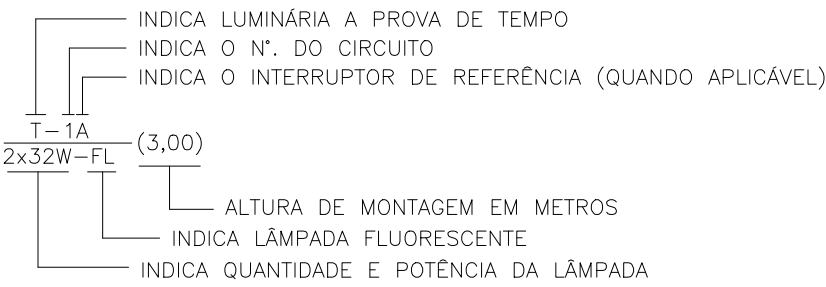 INDICA LUMINÁRIA A PROVA DE TEMPO
INDICA O N°. DO CIRCUITO
INDICA O INTERRUPTOR DE REFERÊNCIA (QUANDO APLICÁVEL)
T-1A
(3,00)
2x32W-FL
ALTURA DE MONTAGEM EM METROS
INDICA LÂMPADA FLUORESCENTE
INDICA QUANTIDADE E POTÊNCIA DA LÂMPADA